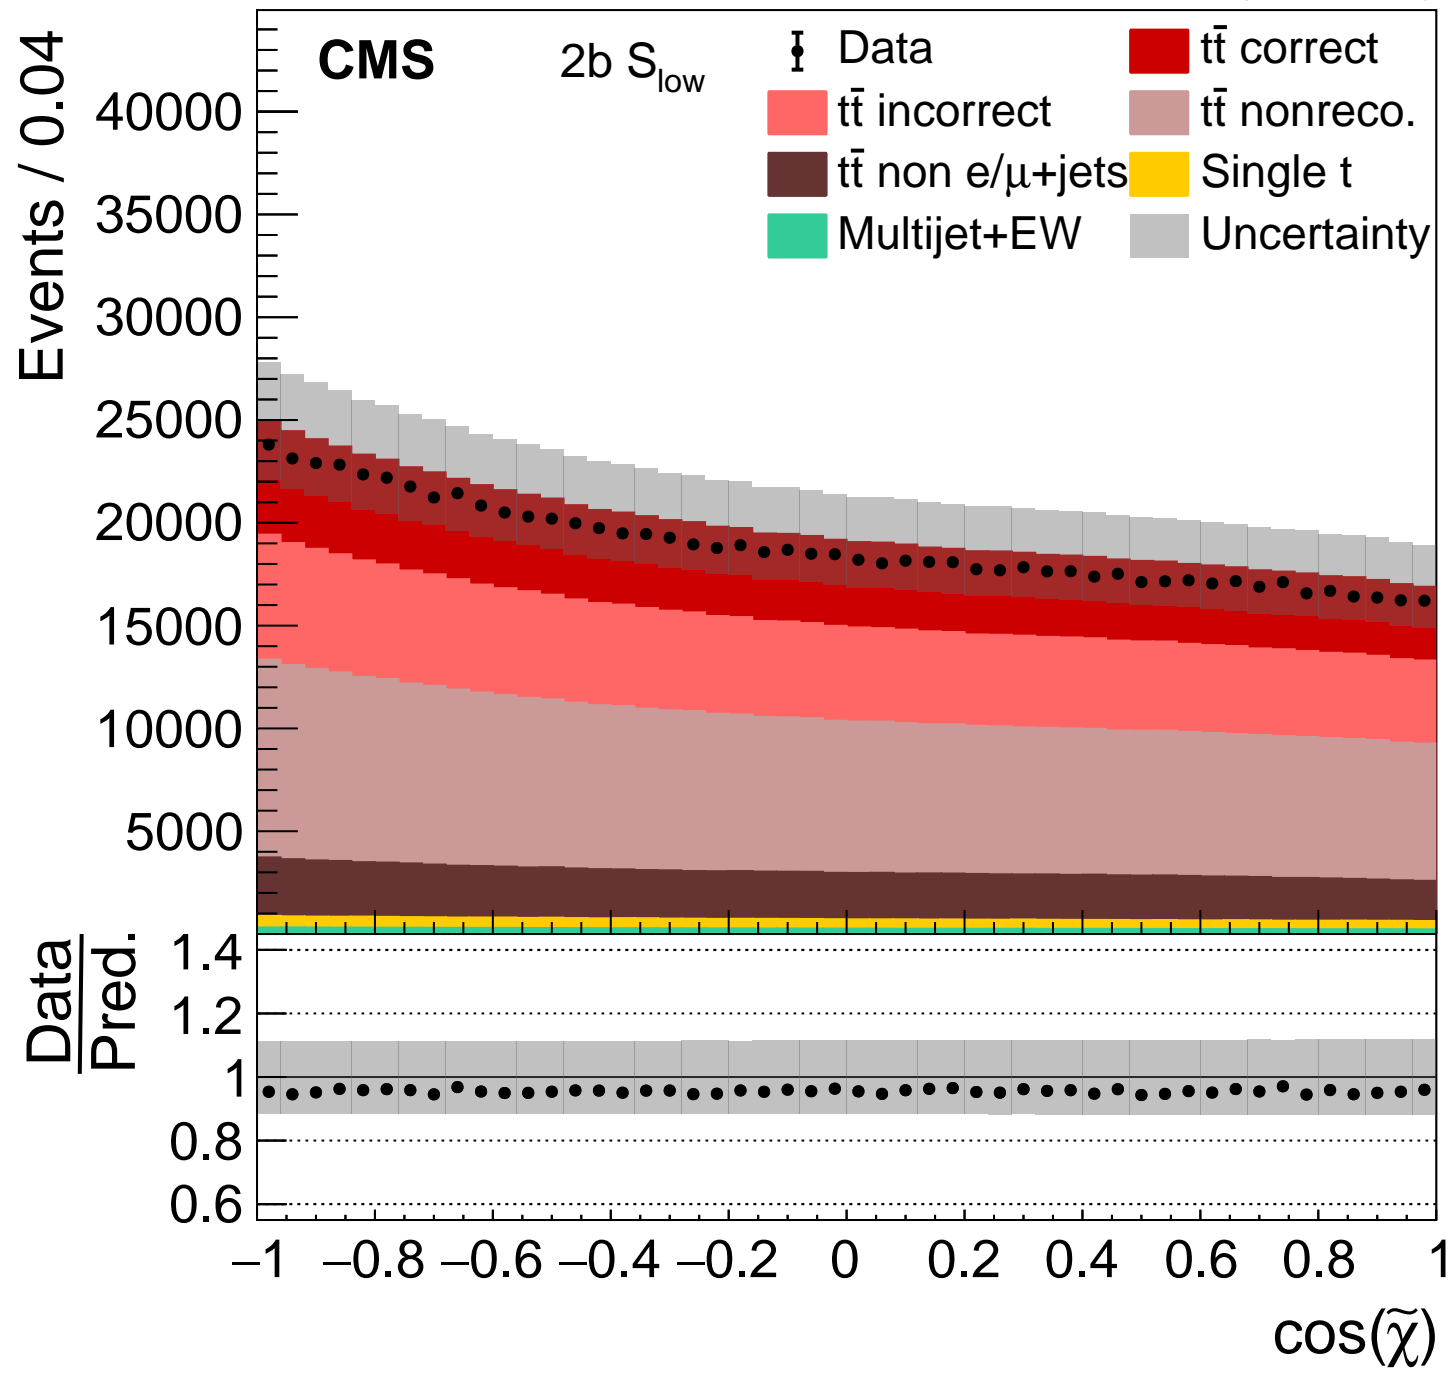 CMS
2b S_low
Data
tt̄ correct
tt̄ incorrect
tt̄ nonreco.
tt̄ non e/μ+jets
Single t
Multijet+EW
Uncertainty
Events / 0.04
40000
35000
30000
25000
20000
15000
10000
5000
Data
Pred.
1.4
1.2
1
0.8
0.6
–1 –0.8 –0.6 –0.4 –0.2 0 0.2 0.4 0.6 0.8 1
cos(χ̃)